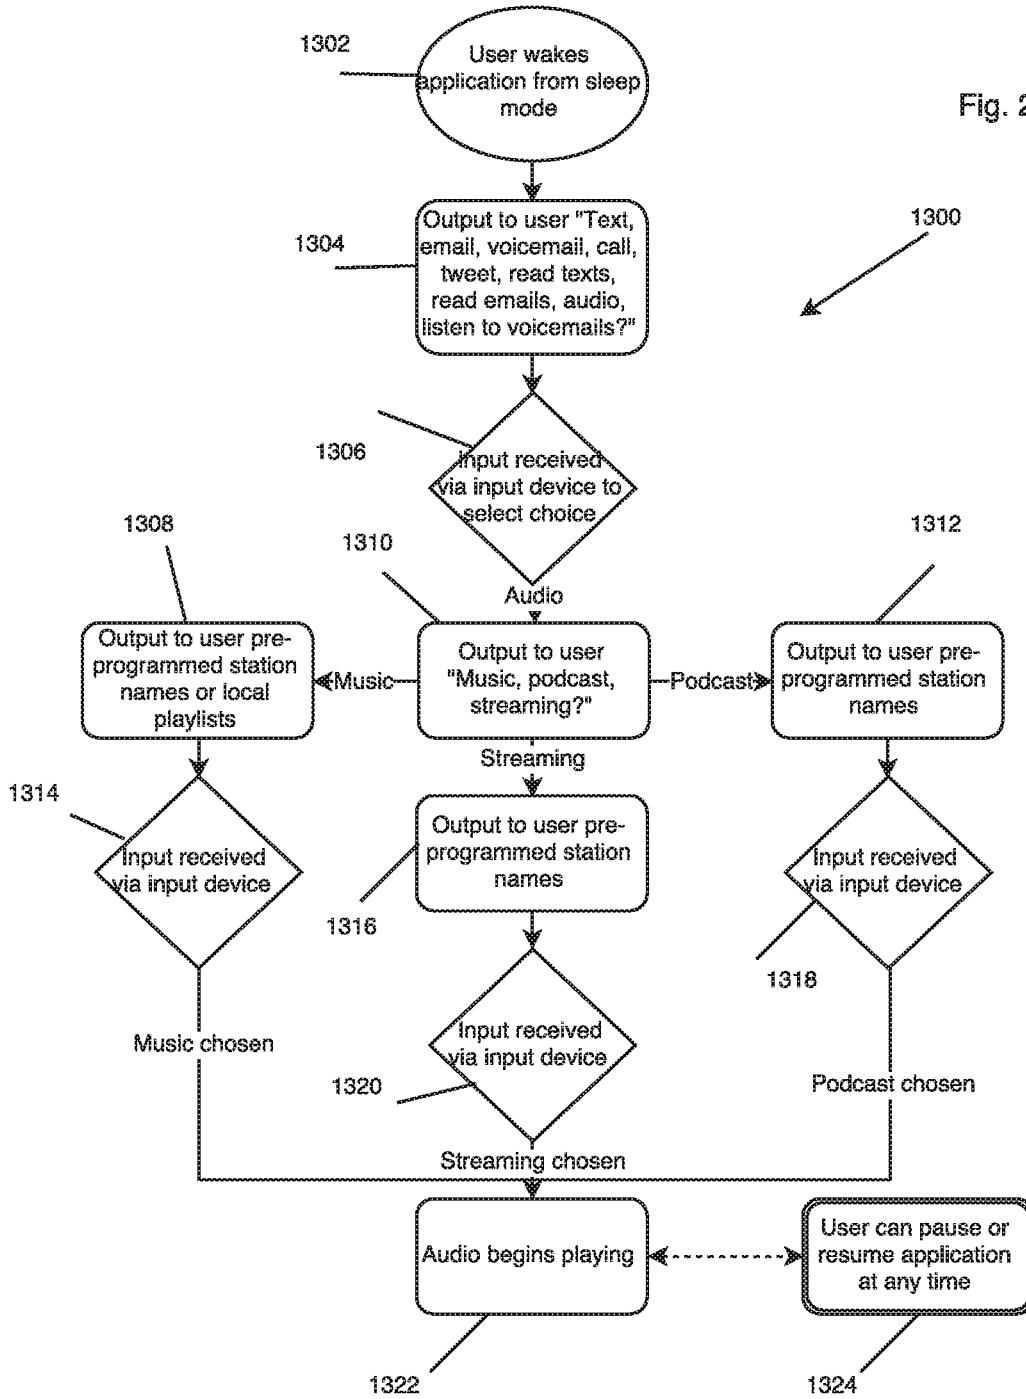 1302
User wakes
application from sleep
mode
Fig. 2
1304
Output to user "Text,
email, voicemail, call,
tweet, read texts,
read emails, audio,
listen to voicemails?"
1300
1306
Input received
via input device to
select choice
1308
1310
1312
Audio
Output to user pre-
programmed station
names or local
playlists
Music
Output to user
"Music, podcast,
streaming?"
Podcast
Output to user pre-
programmed station
names
Streaming
1314
Input received
via input device
Output to user pre-
programmed station
names
1316
Input received
via input device
1318
Music chosen
Input received
via input device
1320
Podcast chosen
Streaming chosen
Audio begins playing
User can pause or
resume application
at any time
1322
1324